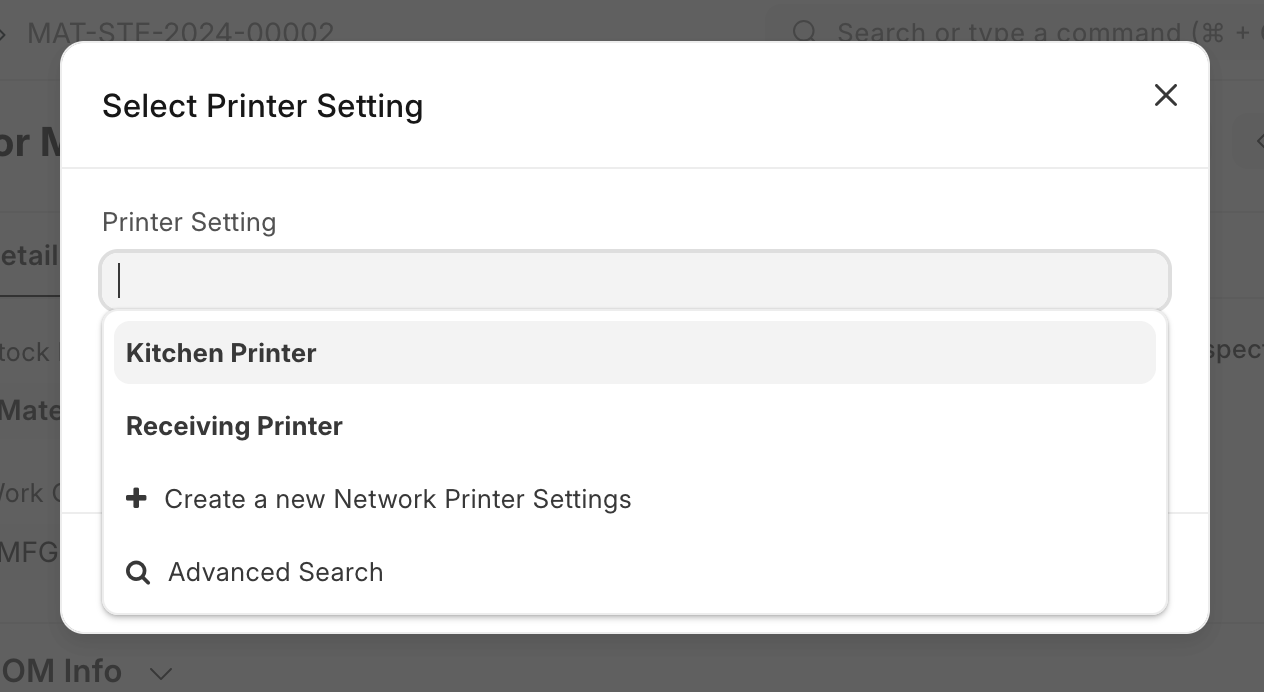 MAT-STE-2024-00002
Search or type a command (⌘ +
Select Printer Setting
or M
Printer Setting
etail
Kitchen Printer
tock
spect
Receiving Printer
Mate
Create a new Network Printer Settings
MFG
Advanced Search
OM Info